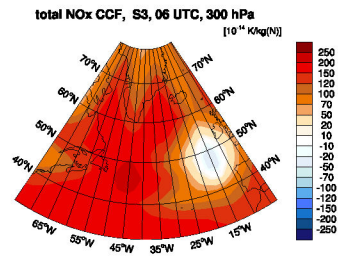 total NOx CCF, S3, 06 UTC, 300 hPa
[10⁻¹⁴ K/kg(N)]
70°N
70°N
60°N
60°N
50°N
50°N
40°N
40°N
65°W
55°W
45°W
35°W
25°W
15°W
250
200
150
120
100
70
50
20
10
-10
-20
-50
-70
-100
-120
-150
-200
-250